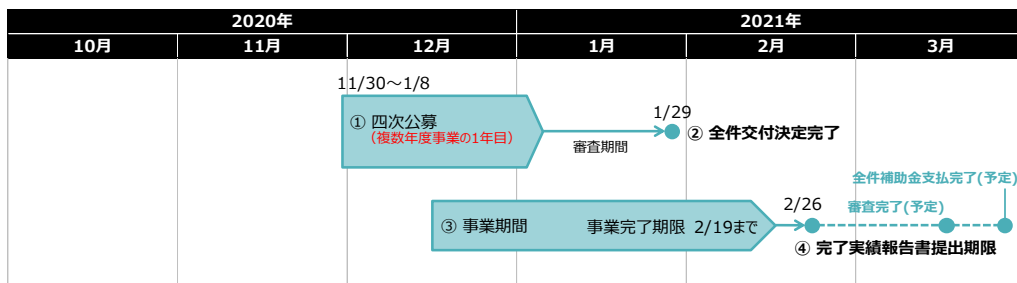 2020年 2021年
10月 11月 12月 1月 2月 3月
11/30～1/8
① 四次公募
（複数年度事業の1年目）
審査期間
1/29
② 全件交付決定完了
全件補助金支払完了(予定)
③ 事業期間 事業完了期限 2/19まで
2/26
審査完了(予定)
④ 完了実績報告書提出期限